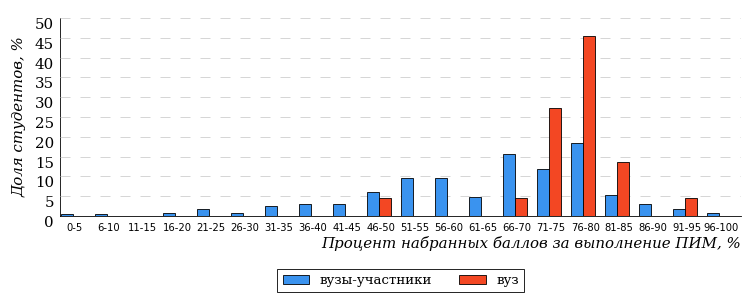 50
45
40
35
30
25
20
15
10
5
0
Доля студентов, %
0-5 6-10 11-15 16-20 21-25 26-30 31-35 36-40 41-45 46-50 51-55 56-60 61-65 66-70 71-75 76-80 81-85 86-90 91-95 96-100
Процент набранных баллов за выполнение ПИМ, %
вузы-участники вуз